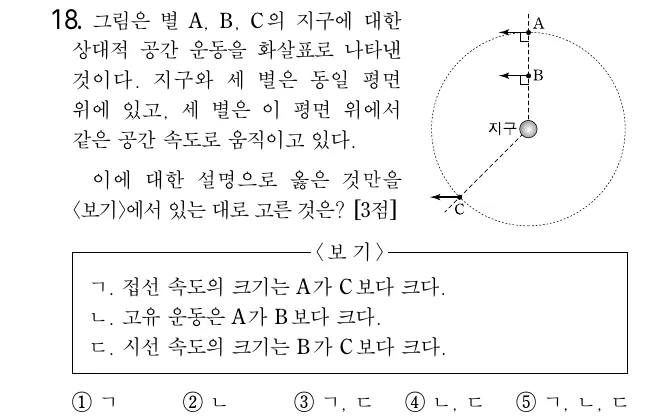 18. 그림은 별 A, B, C의 지구에 대한
상대적 공간 운동을 화살표로 나타낸
것이다. 지구와 세 별은 동일 평면
위에 있고, 세 별은 이 평면 위에서
같은 공간 속도로 움직이고 있다.
이에 대한 설명으로 옳은 것만을
<보기>에서 있는 대로 고른 것은? [3점]
A
B
지구
C
<보 기>
ㄱ. 접선 속도의 크기는 A가 C보다 크다.
ㄴ. 고유 운동은 A가 B보다 크다.
ㄷ. 시선 속도의 크기는 B가 C보다 크다.
① ㄱ ② ㄴ ③ ㄱ, ㄷ ④ ㄴ, ㄷ ⑤ ㄱ, ㄴ, ㄷ